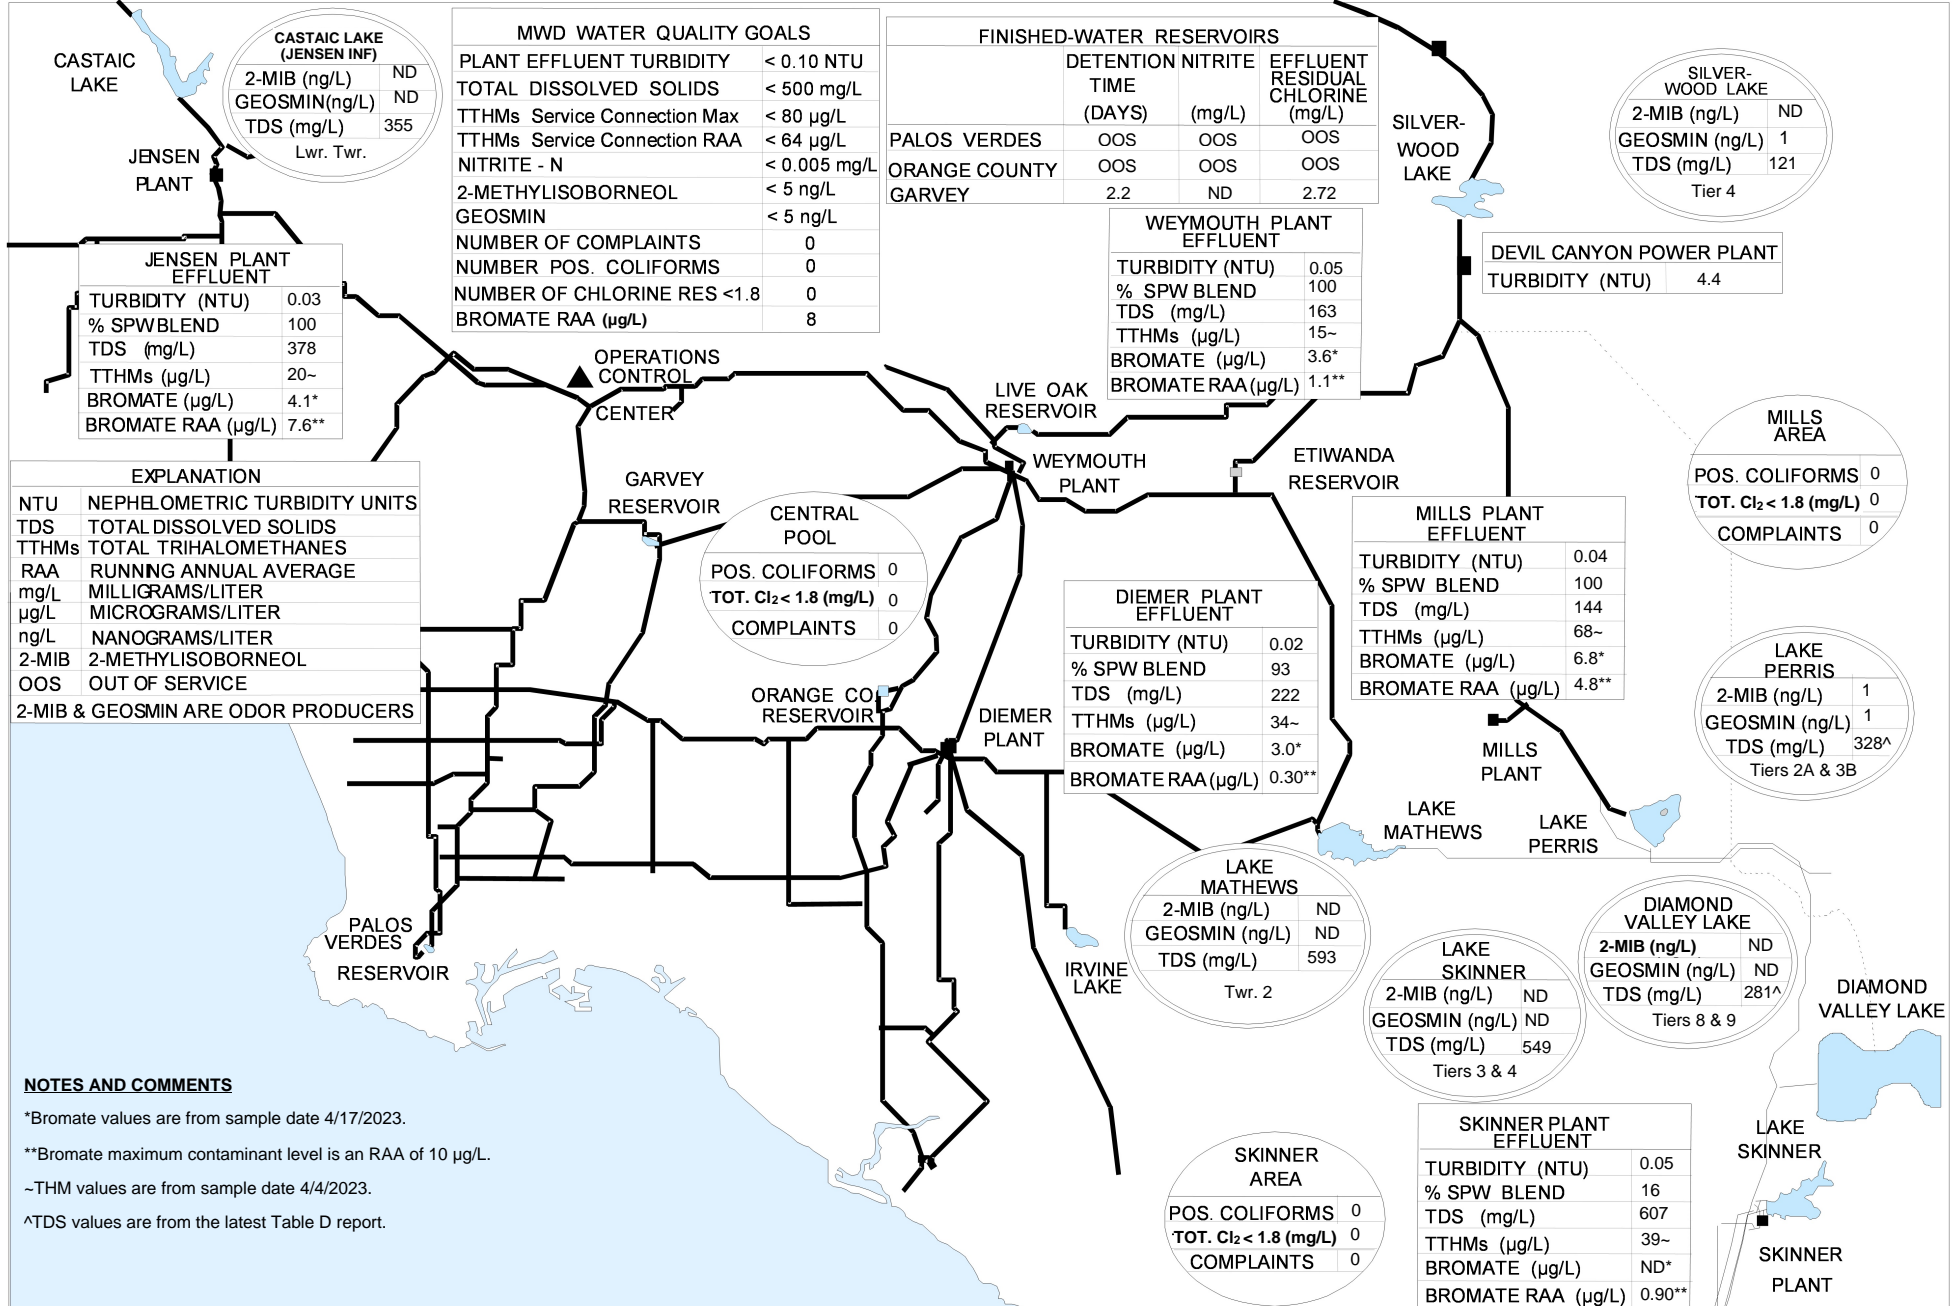 CASTAIC
LAKE
CASTAIC LAKE
(JENSEN INF)
2-MIB (ng/L) ND
GEOSMIN(ng/L) ND
TDS (mg/L) 355
Lwr. Twr.
JENSEN
PLANT
MWD WATER QUALITY GOALS
PLANT EFFLUENT TURBIDITY < 0.10 NTU
TOTAL DISSOLVED SOLIDS < 500 mg/L
TTHMs Service Connection Max < 80 µg/L
TTHMs Service Connection RAA < 64 µg/L
NITRITE - N < 0.005 mg/L
2-METHYLISOBORNEOL < 5 ng/L
GEOSMIN < 5 ng/L
NUMBER OF COMPLAINTS 0
NUMBER POS. COLIFORMS 0
NUMBER OF CHLORINE RES <1.8 0
BROMATE RAA (µg/L) 8
FINISHED-WATER RESERVOIRS
DETENTION NITRITE EFFLUENT
TIME RESIDUAL
CHLORINE
(DAYS) (mg/L) (mg/L)
PALOS VERDES OOS OOS OOS
ORANGE COUNTY OOS OOS OOS
GARVEY 2.2 ND 2.72
SILVER-
WOOD
LAKE
SILVER-
WOOD LAKE
2-MIB (ng/L) ND
GEOSMIN (ng/L) 1
TDS (mg/L) 121
Tier 4
DEVIL CANYON POWER PLANT
TURBIDITY (NTU) 4.4
JENSEN PLANT
EFFLUENT
TURBIDITY (NTU) 0.03
% SPW BLEND 100
TDS (mg/L) 378
TTHMs (µg/L) 20~
BROMATE (µg/L) 4.1*
BROMATE RAA (µg/L) 7.6**
WEYMOUTH PLANT
EFFLUENT
TURBIDITY (NTU) 0.05
% SPW BLEND 100
TDS (mg/L) 163
TTHMs (µg/L) 15~
BROMATE (µg/L) 3.6*
BROMATE RAA (µg/L) 1.1**
OPERATIONS
CONTROL
CENTER
LIVE OAK
RESERVOIR
WEYMOUTH
PLANT
ETIWANDA
RESERVOIR
GARVEY
RESERVOIR
MILLS
AREA
POS. COLIFORMS 0
TOT. Cl₂ < 1.8 (mg/L) 0
COMPLAINTS 0
EXPLANATION
NTU NEPHELOMETRIC TURBIDITY UNITS
TDS TOTAL DISSOLVED SOLIDS
TTHMs TOTAL TRIHALOMETHANES
RAA RUNNING ANNUAL AVERAGE
mg/L MILLIGRAMS/LITER
µg/L MICROGRAMS/LITER
ng/L NANOGRAMS/LITER
2-MIB 2-METHYLISOBORNEOL
OOS OUT OF SERVICE
2-MIB & GEOSMIN ARE ODOR PRODUCERS
CENTRAL
POOL
POS. COLIFORMS 0
TOT. Cl₂ < 1.8 (mg/L) 0
COMPLAINTS 0
MILLS PLANT
EFFLUENT
TURBIDITY (NTU) 0.04
% SPW BLEND 100
TDS (mg/L) 144
TTHMs (µg/L) 68~
BROMATE (µg/L) 6.8*
BROMATE RAA (µg/L) 4.8**
DIEMER PLANT
EFFLUENT
TURBIDITY (NTU) 0.02
% SPW BLEND 93
TDS (mg/L) 222
TTHMs (µg/L) 34~
BROMATE (µg/L) 3.0*
BROMATE RAA (µg/L) 0.30**
LAKE
PERRIS
2-MIB (ng/L) 1
GEOSMIN (ng/L) 1
TDS (mg/L) 328^
Tiers 2A & 3B
ORANGE CO
RESERVOIR
DIEMER
PLANT
MILLS
PLANT
LAKE
MATHEWS
LAKE
PERRIS
LAKE
MATHEWS
2-MIB (ng/L) ND
GEOSMIN (ng/L) ND
TDS (mg/L) 593
Twr. 2
DIAMOND
VALLEY LAKE
2-MIB (ng/L) ND
GEOSMIN (ng/L) ND
TDS (mg/L) 281^
Tiers 8 & 9
PALOS
VERDES
RESERVOIR
IRVINE
LAKE
LAKE
SKINNER
2-MIB (ng/L) ND
GEOSMIN (ng/L) ND
TDS (mg/L) 549
Tiers 3 & 4
DIAMOND
VALLEY LAKE
NOTES AND COMMENTS
*Bromate values are from sample date 4/17/2023.
**Bromate maximum contaminant level is an RAA of 10 µg/L.
~THM values are from sample date 4/4/2023.
^TDS values are from the latest Table D report.
SKINNER
AREA
POS. COLIFORMS 0
TOT. Cl₂ < 1.8 (mg/L) 0
COMPLAINTS 0
SKINNER PLANT
EFFLUENT
TURBIDITY (NTU) 0.05
% SPW BLEND 16
TDS (mg/L) 607
TTHMs (µg/L) 39~
BROMATE (µg/L) ND*
BROMATE RAA (µg/L) 0.90**
LAKE
SKINNER
SKINNER
PLANT